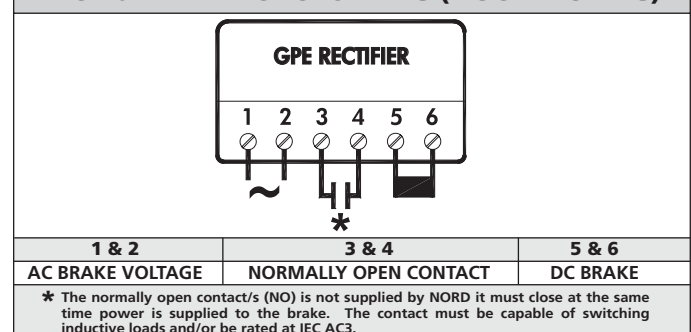 GPE RECTIFIER
1 2 3 4 5 6
~
*
1 & 2 3 & 4 5 & 6
AC BRAKE VOLTAGE NORMALLY OPEN CONTACT DC BRAKE
* The normally open contact/s (NO) is not supplied by NORD it must close at the same
time power is supplied to the brake. The contact must be capable of switching
inductive loads and/or be rated at IEC AC3.